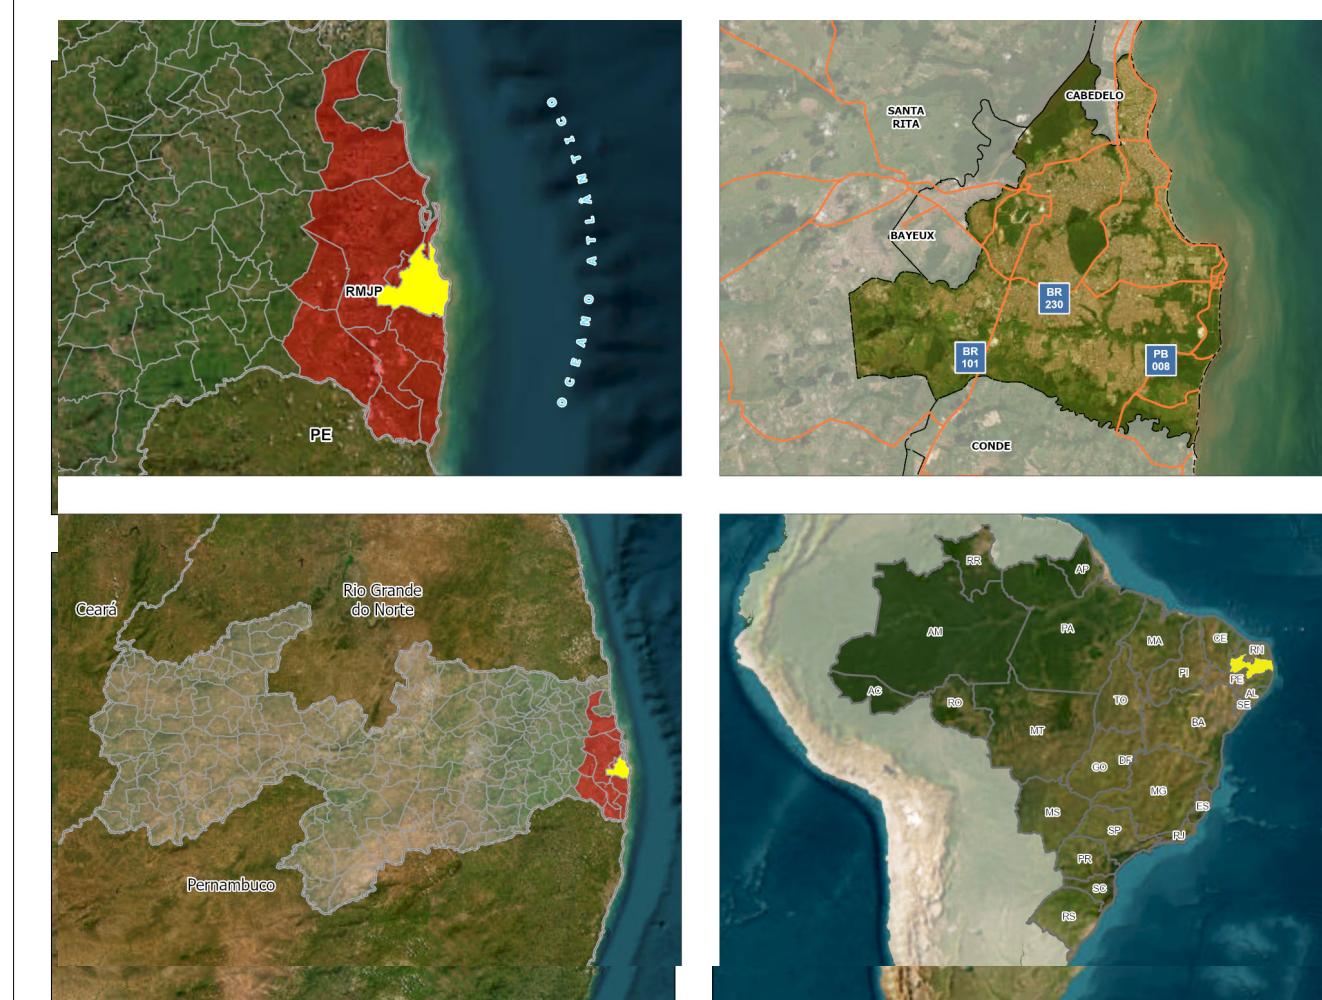 OCEANO ATLÂNTICO
RMJP
PE
SANTA
RITA
CABEDELO
BAYEUX
BR
230
BR
101
PB
008
CONDE
Ceará
Rio Grande
do Norte
Pernambuco
RR
AP
AM
PA
MA
CE
RN
PI
PE
AC
RO
TO
AL
SE
BA
MT
GO
DF
MG
MS
ES
SP
RJ
PR
SC
RS